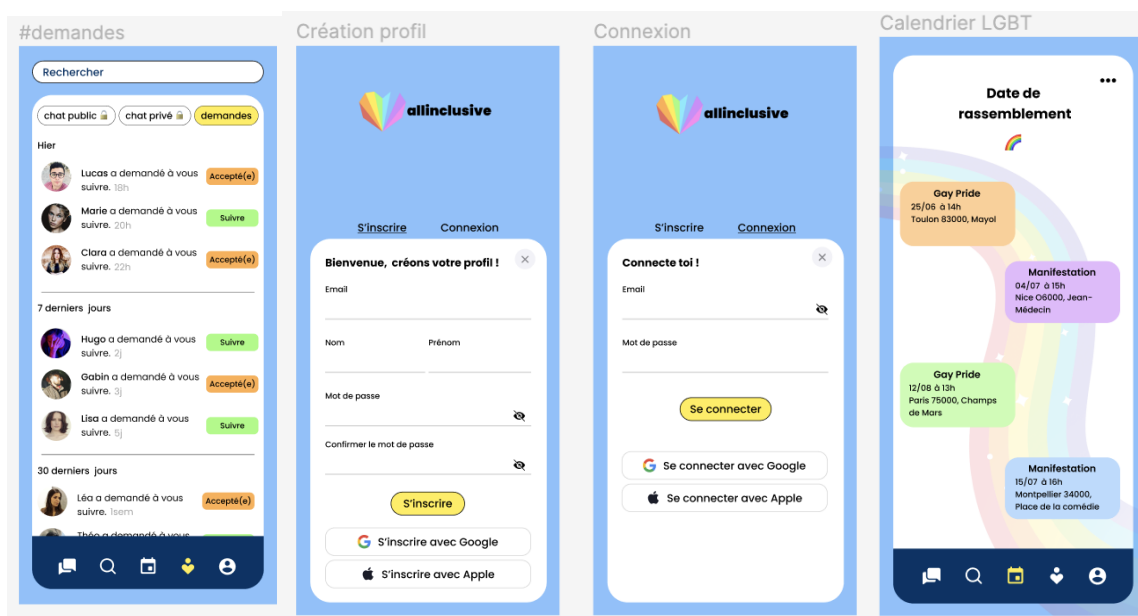 #demandes
Rechercher
chat public
chat privé
demandes
Hier
Lucas a demandé à vous
suivre. 18h
Accepté(e)
Marie a demandé à vous
suivre. 20h
Suivre
Clara a demandé à vous
suivre. 22h
Accepté(e)
7 derniers jours
Hugo a demandé à vous
suivre. 2j
Suivre
Gabin a demandé à vous
suivre. 3j
Accepté(e)
Lisa a demandé à vous
suivre. 5j
Suivre
30 derniers jours
Léa a demandé à vous
suivre. 1sem
Accepté(e)
Théo a demandé à vous
Création profil
allinclusive
S'inscrire
Connexion
Bienvenue, créons votre profil !
Email
Nom
Prénom
Mot de passe
Confirmer le mot de passe
S'inscrire
S'inscrire avec Google
S'inscrire avec Apple
Connexion
allinclusive
S'inscrire
Connexion
Connecte toi !
Email
Mot de passe
Se connecter
Se connecter avec Google
Se connecter avec Apple
Calendrier LGBT
Date de
rassemblement
Gay Pride
25/06 à 14h
Toulon 83000, Mayol
Manifestation
04/07 à 15h
Nice O6000, Jean-
Médecin
Gay Pride
12/08 à 13h
Paris 75000, Champs
de Mars
Manifestation
15/07 à 16h
Montpellier 34000,
Place de la comédie